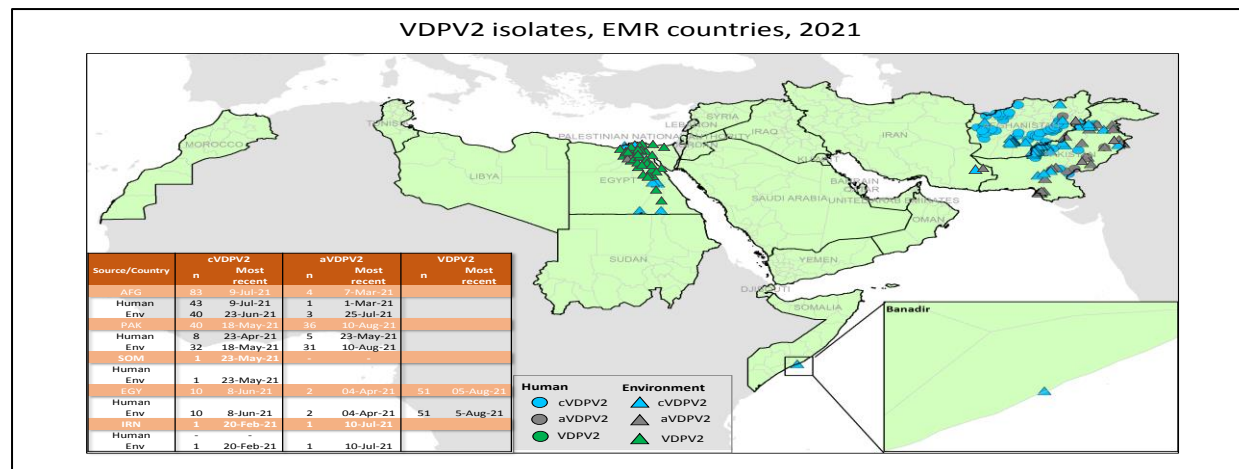 VDPV2 isolates, EMR countries, 2021
MOROCCO
TUNISIA
LIBYA
EGYPT
SUDAN
LEBANON
SYRIA
PALESTINIAN NATIONAL AUTHORITY
JORDAN
IRAQ
IRAN
KUWAIT
BAHRAIN
QATAR
SAUDI ARABIA
UNITED ARAB EMIRATES
OMAN
YEMEN
DJIBOUTI
SOMALIA
AFGHANISTAN
PAKISTAN
Source/Country cVDPV2 aVDPV2 VDPV2
n Most recent n Most recent n Most recent
AFG 83 9-Jul-21 4 7-Mar-21
Human 43 9-Jul-21 1 1-Mar-21
Env 40 23-Jun-21 3 25-Jul-21
PAK 40 18-May-21 36 10-Aug-21
Human 8 23-Apr-21 5 23-May-21
Env 32 18-May-21 31 10-Aug-21
SOM 1 23-May-21 - -
Human
Env 1 23-May-21
EGY 10 8-Jun-21 2 04-Apr-21 51 05-Aug-21
Human
Env 10 8-Jun-21 2 04-Apr-21 51 5-Aug-21
IRN 1 20-Feb-21 1 10-Jul-21
Human - -
Env 1 20-Feb-21 1 10-Jul-21
Human Environment
cVDPV2 cVDPV2
aVDPV2 aVDPV2
VDPV2 VDPV2
Banadir